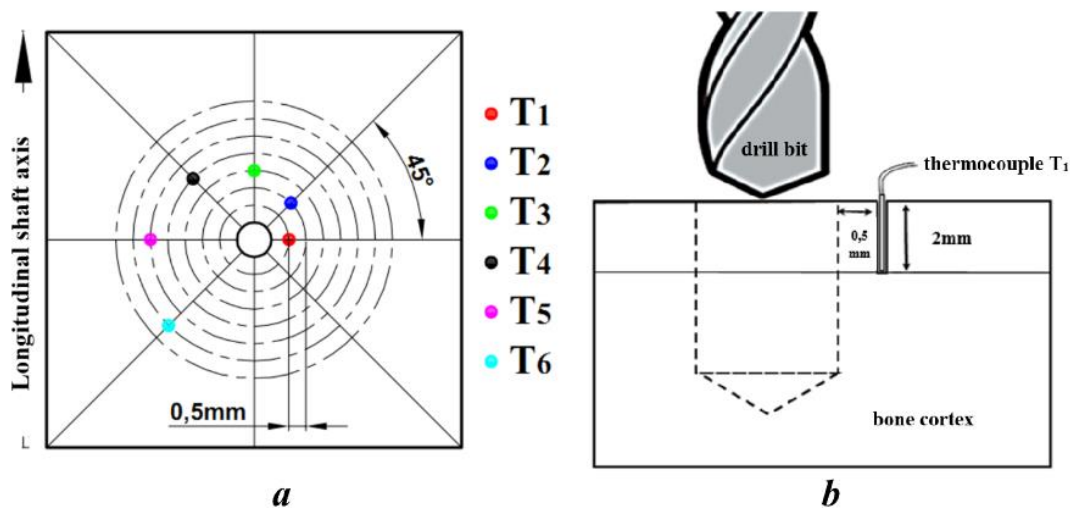 Longitudinal shaft axis
45°
T1
T2
T3
T4
T5
T6
0,5mm
a
drill bit
thermocouple T1
0,5
mm
2mm
bone cortex
b